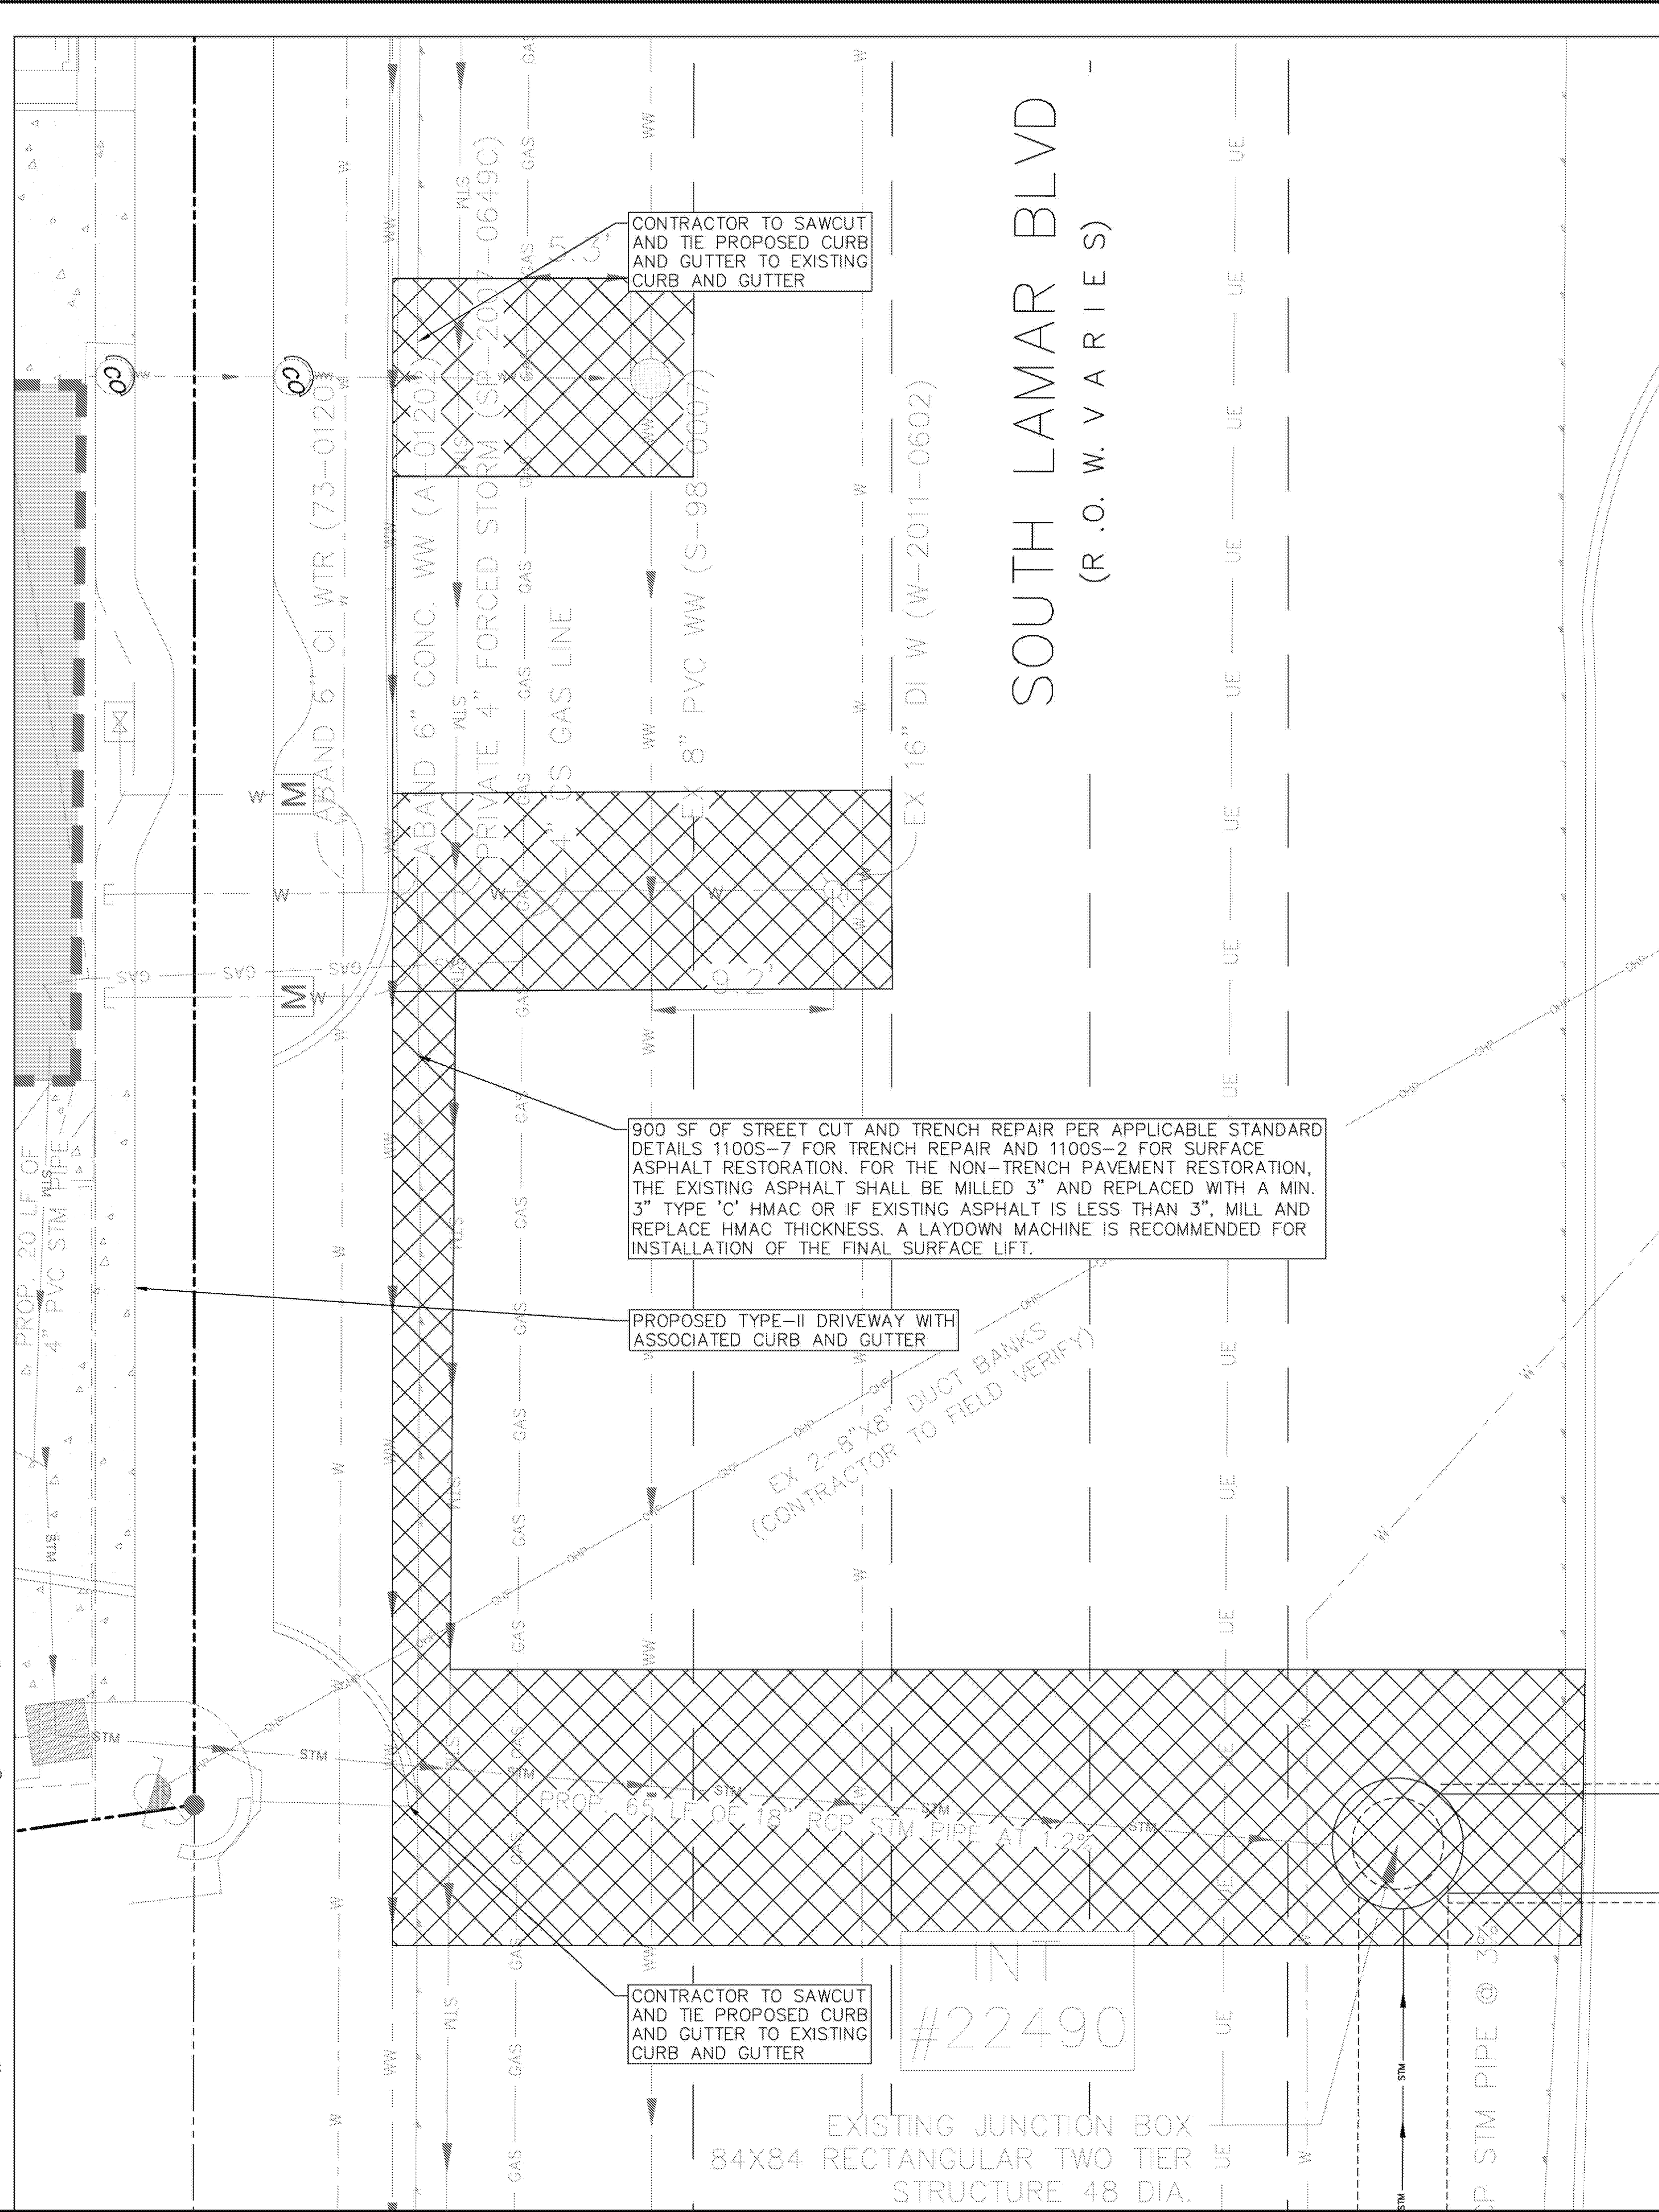 SOUTH LAMAR BLVD
(R.O.W. VARIES)
CONTRACTOR TO SAWCUT
AND TIE PROPOSED CURB
AND GUTTER TO EXISTING
CURB AND GUTTER
5.3'
CO
CO
ABAND 6" CI WTR (73-0120
ABAND 6" CONC. WW (A-01202)
PRIVATE 4" FORCED STORM (SP-2007-0649C)
4" CS GAS LINE
EX 8" PVC WW (S-98-0007)
EX 16" DI W (W-2011-0602)
M
M
9.2'
900 SF OF STREET CUT AND TRENCH REPAIR PER APPLICABLE STANDARD
DETAILS 1100S-7 FOR TRENCH REPAIR AND 1100S-2 FOR SURFACE
ASPHALT RESTORATION. FOR THE NON-TRENCH PAVEMENT RESTORATION,
THE EXISTING ASPHALT SHALL BE MILLED 3" AND REPLACED WITH A MIN.
3" TYPE 'C' HMAC OR IF EXISTING ASPHALT IS LESS THAN 3", MILL AND
REPLACE HMAC THICKNESS. A LAYDOWN MACHINE IS RECOMMENDED FOR
INSTALLATION OF THE FINAL SURFACE LIFT.
PROP. 20 LF OF
4" PVC STM PIPE
PROPOSED TYPE-II DRIVEWAY WITH
ASSOCIATED CURB AND GUTTER
EX 2-8"X8" DUCT BANKS
(CONTRACTOR TO FIELD VERIFY)
PROP. 65 LF OF 18" RCP STM PIPE AT 1.2%
CONTRACTOR TO SAWCUT
AND TIE PROPOSED CURB
AND GUTTER TO EXISTING
CURB AND GUTTER
INT
#22490
EXISTING JUNCTION BOX
84X84 RECTANGULAR TWO TIER
STRUCTURE 48 DIA.
STM PIPE @ 3%